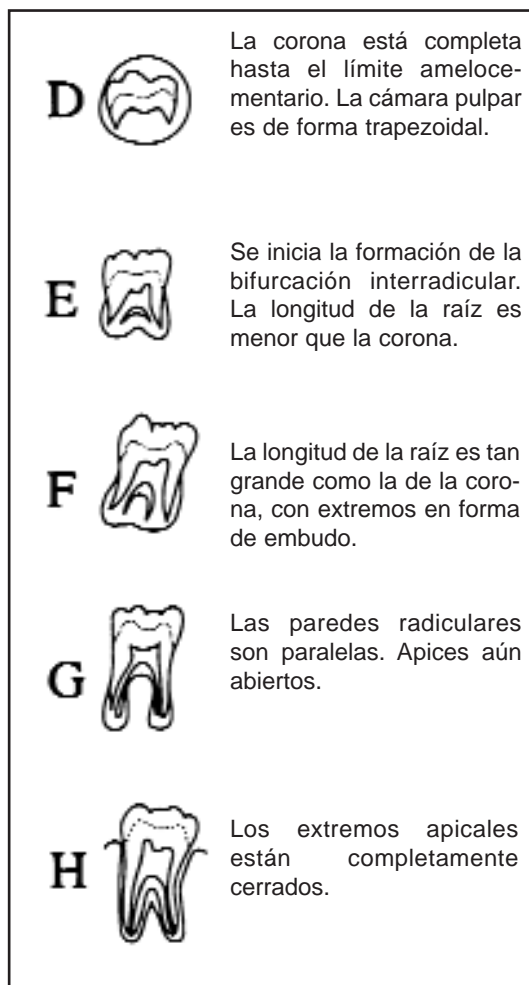 D
La corona está completa
hasta el límite ameloce-
mentario. La cámara pulpar
es de forma trapezoidal.
E
Se inicia la formación de la
bifurcación interradicular.
La longitud de la raíz es
menor que la corona.
F
La longitud de la raíz es tan
grande como la de la coro-
na, con extremos en forma
de embudo.
G
Las paredes radiculares
son paralelas. Apices aún
abiertos.
H
Los extremos apicales
están completamente
cerrados.